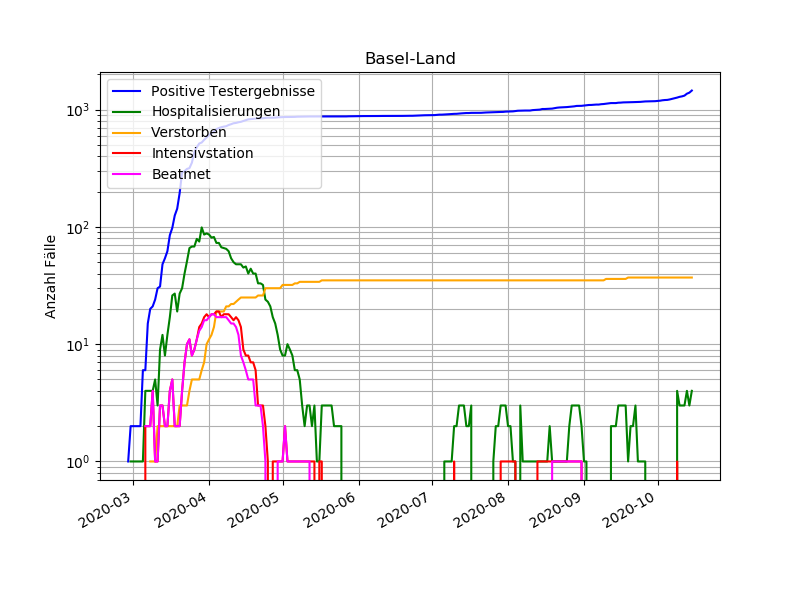 Basel-Land
Positive Testergebnisse
Hospitalisierungen
Verstorben
Intensivstation
Beatmet
Anzahl Fälle
10³
10²
10¹
10⁰
2020-03
2020-04
2020-05
2020-06
2020-07
2020-08
2020-09
2020-10